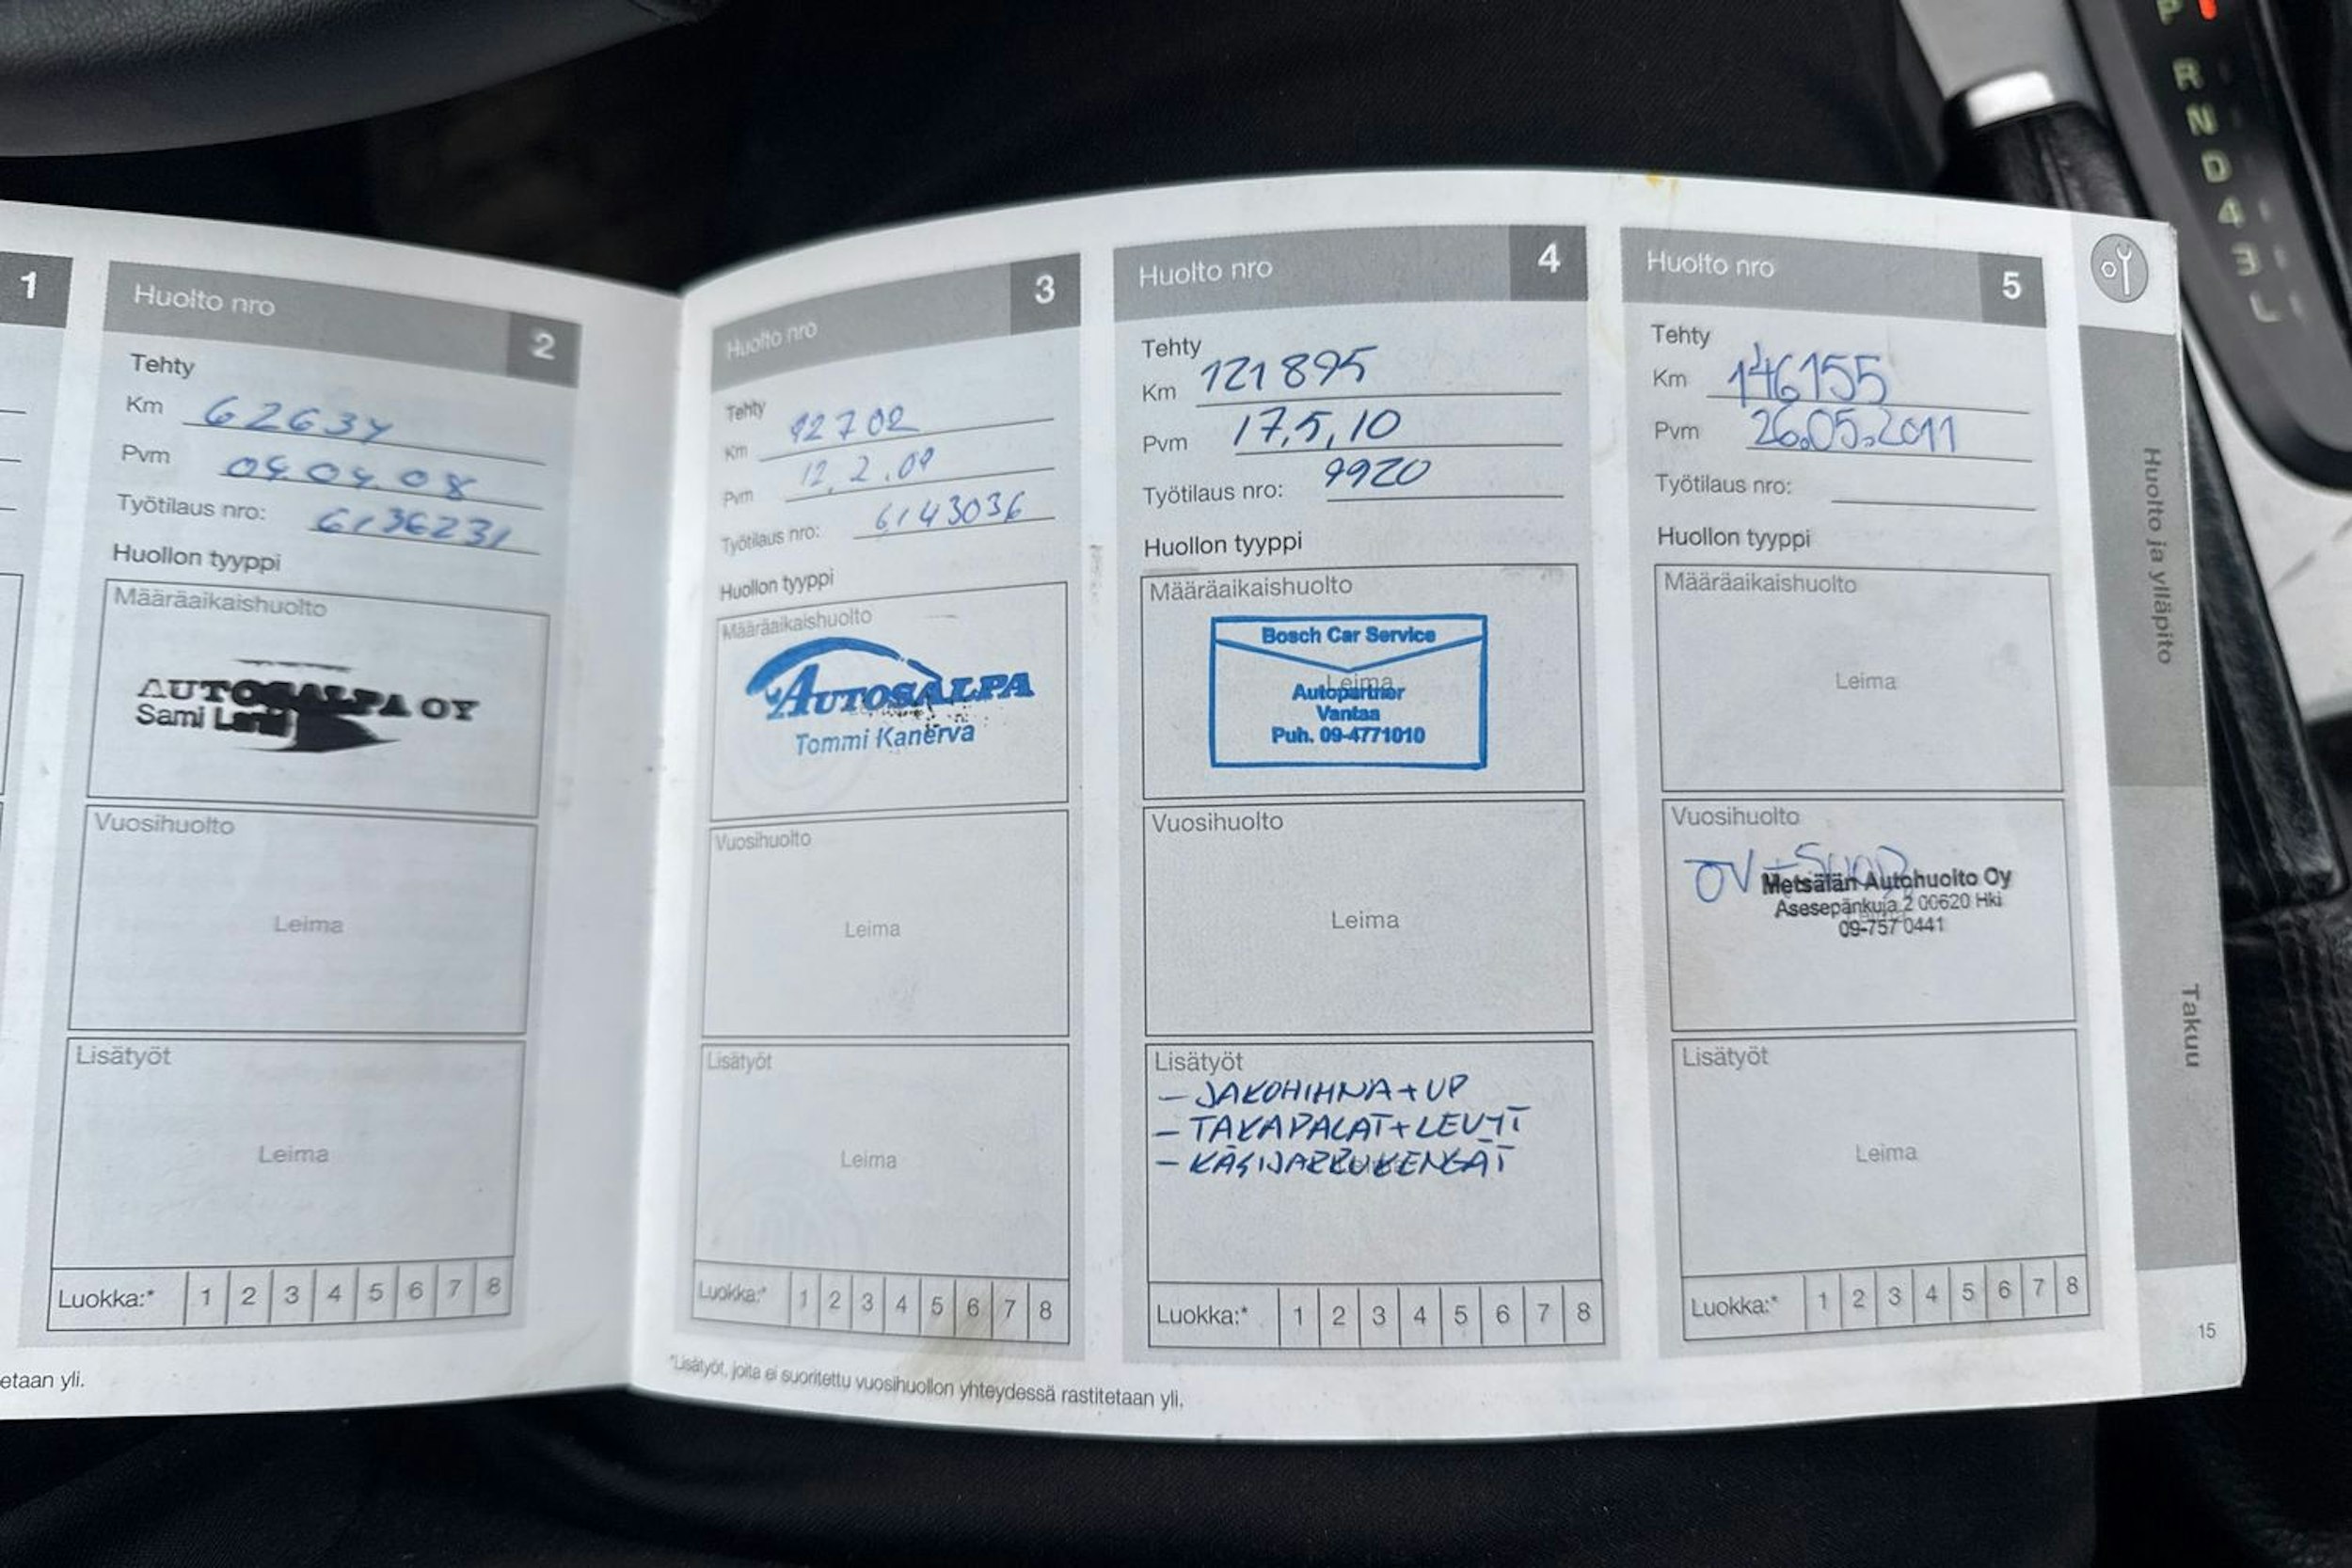 1
Huolto nro 2
Tehty
Km 62634
Pvm 04.04.08
Työtilaus nro: 6136231
Huollon tyyppi
Määräaikaishuolto
AUTOSALPA OY
Sami
Vuosihuolto
Leima
Lisätyöt
Leima
Luokka:* 1 2 3 4 5 6 7 8
etaan yli.
Huolto nro 3
Tehty
Km 92702
Pvm 12.2.09
Työtilaus nro: 6143036
Huollon tyyppi
Määräaikaishuolto
AUTOSALPA
Tommi Kanerva
Vuosihuolto
Leima
Lisätyöt
Leima
Luokka:* 1 2 3 4 5 6 7 8
*Lisätyöt, joita ei suoritettu vuosihuollon yhteydessä rastitetaan yli.
Huolto nro 4
Tehty
Km 121895
Pvm 17,5,10
Työtilaus nro: 9920
Huollon tyyppi
Määräaikaishuolto
Leima
Bosch Car Service
Autopartner
Vantaa
Puh. 09-4771010
Vuosihuolto
Leima
Lisätyöt
Leima
- JAKOHIHNA + UP
- TAKAPALAT + LEVYT
- KÄSIJARRUKENGÄT
Luokka:* 1 2 3 4 5 6 7 8
Huolto nro 5
Tehty
Km 146155
Pvm 26.05.2011
Työtilaus nro:
Huollon tyyppi
Määräaikaishuolto
Leima
Vuosihuolto
Metsälän Autohuolto Oy
Asesepänkuja 2 00620 Hki
09-757 0441
Lisätyöt
Leima
Luokka:* 1 2 3 4 5 6 7 8
Huolto ja ylläpito
Takuu
15
P
R
N
D
4
3
L